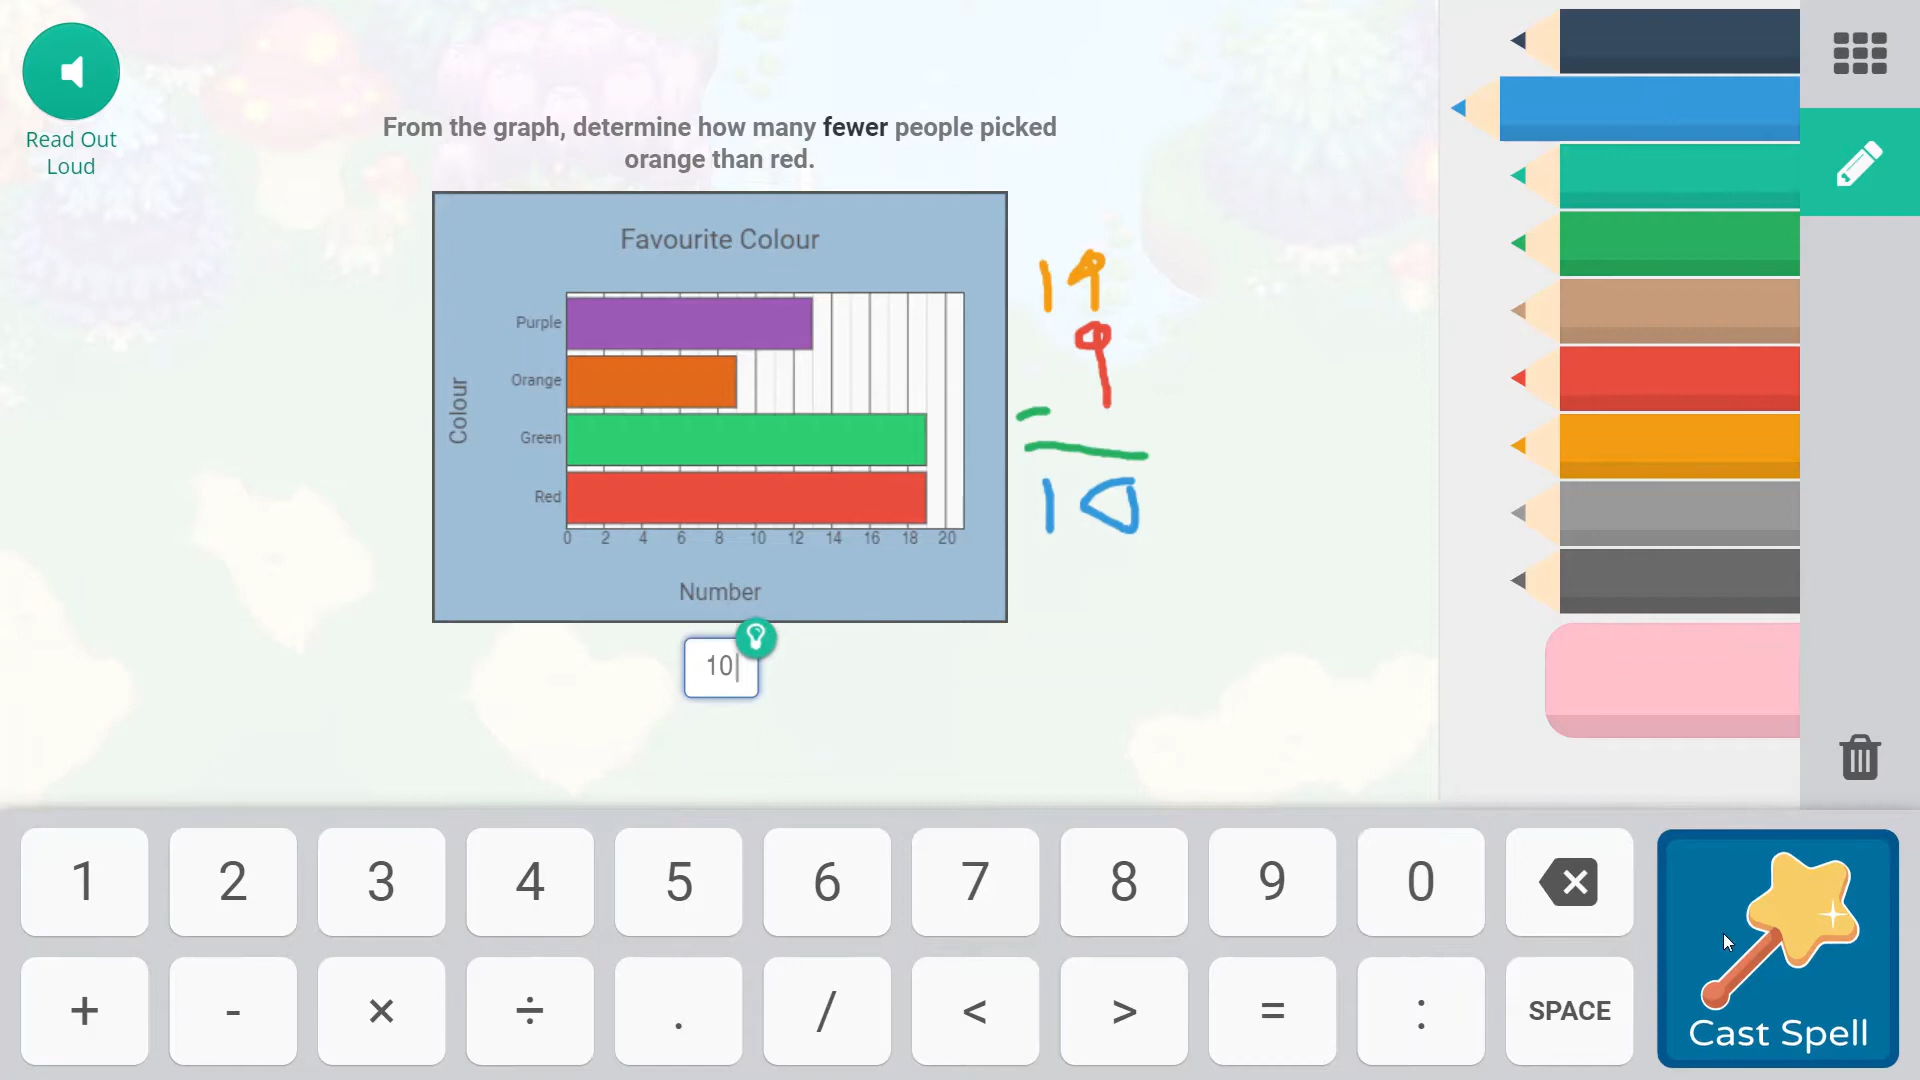 Read Out
Loud
From the graph, determine how many fewer people picked
orange than red.
Favourite Colour
Colour
Purple
Orange
Green
Red
0 2 4 6 8 10 12 14 16 18 20
Number
19
9
-
10
10
1 2 3 4 5 6 7 8 9 0
+ - × ÷ . / < > = : SPACE
Cast Spell